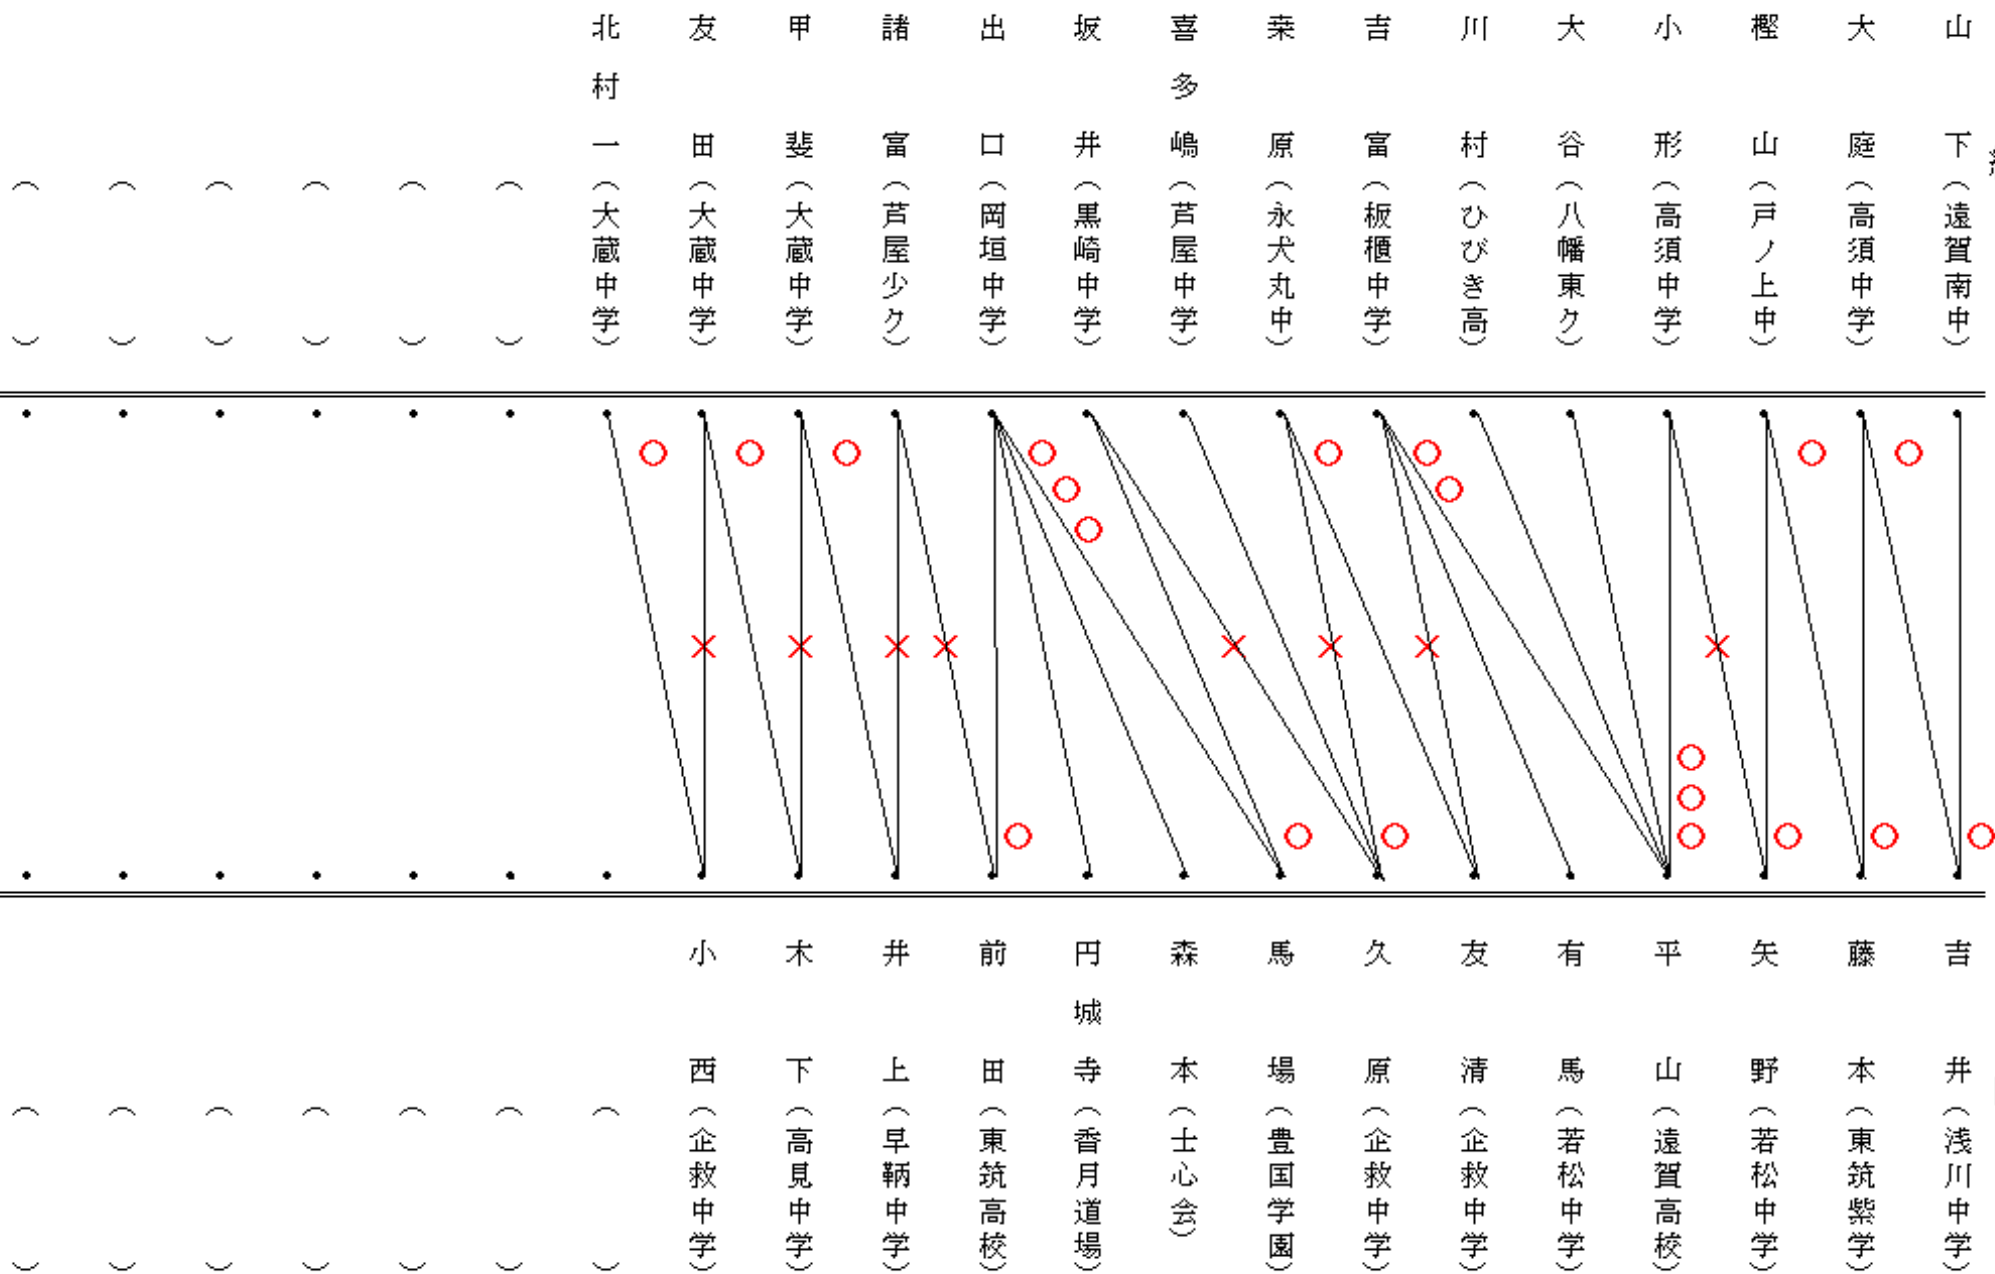 山下(遠賀南中)
大庭(高須中学)
樫山(戸ノ上中)
小形(高須中学)
大谷(八幡東ク)
川村(ひびき高)
吉富(板櫃中学)
桒原(永犬丸中)
喜多嶋(芦屋中学)
坂井(黒崎中学)
出口(岡垣中学)
諸富(芦屋少ク)
甲斐(大蔵中学)
友田(大蔵中学)
北村一(大蔵中学)
吉井(浅川中学)
藤本(東筑紫学)
矢野(若松中学)
平山(遠賀高校)
有馬(若松中学)
友清(企救中学)
久原(企救中学)
馬場(豊国学園)
森本(士心会)
円城寺(香月道場)
前田(東筑高校)
井上(早鞆中学)
木下(高見中学)
小西(企救中学)